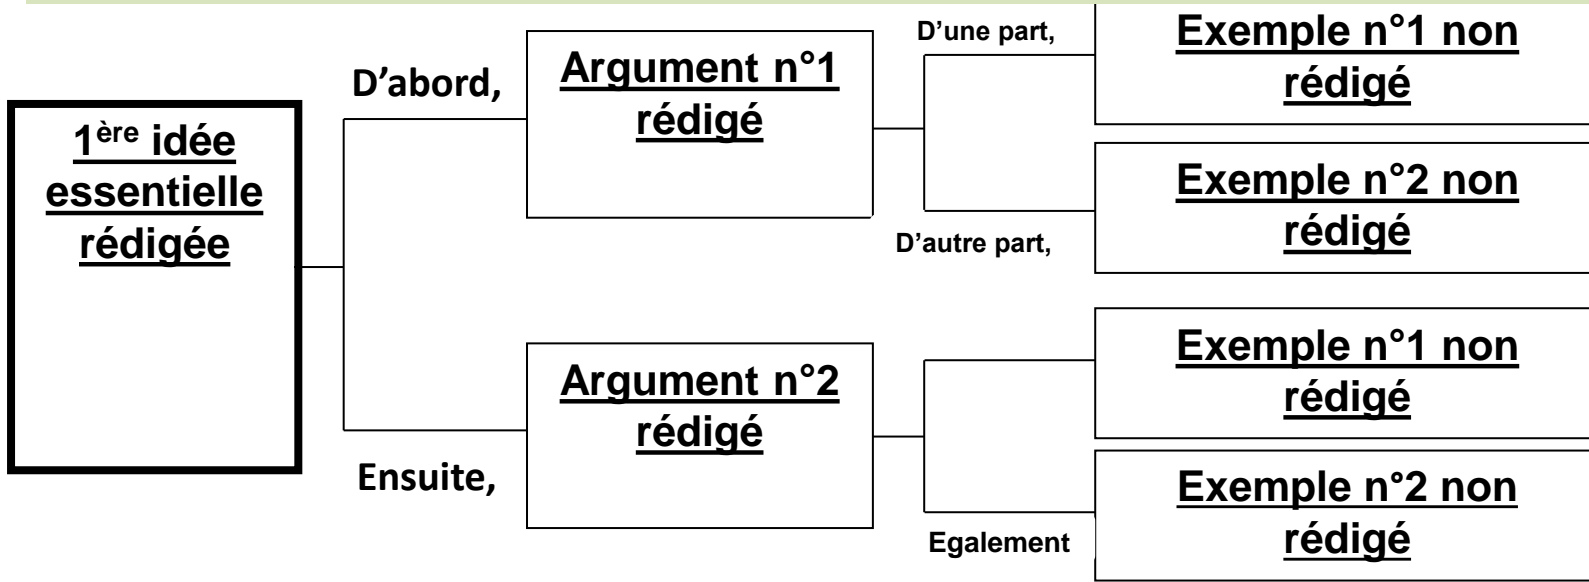 1ère idée
essentielle
rédigée
D'abord,
Argument n°1
rédigé
D'une part,
Exemple n°1 non
rédigé
D'autre part,
Exemple n°2 non
rédigé
Ensuite,
Argument n°2
rédigé
Exemple n°1 non
rédigé
Egalement
Exemple n°2 non
rédigé